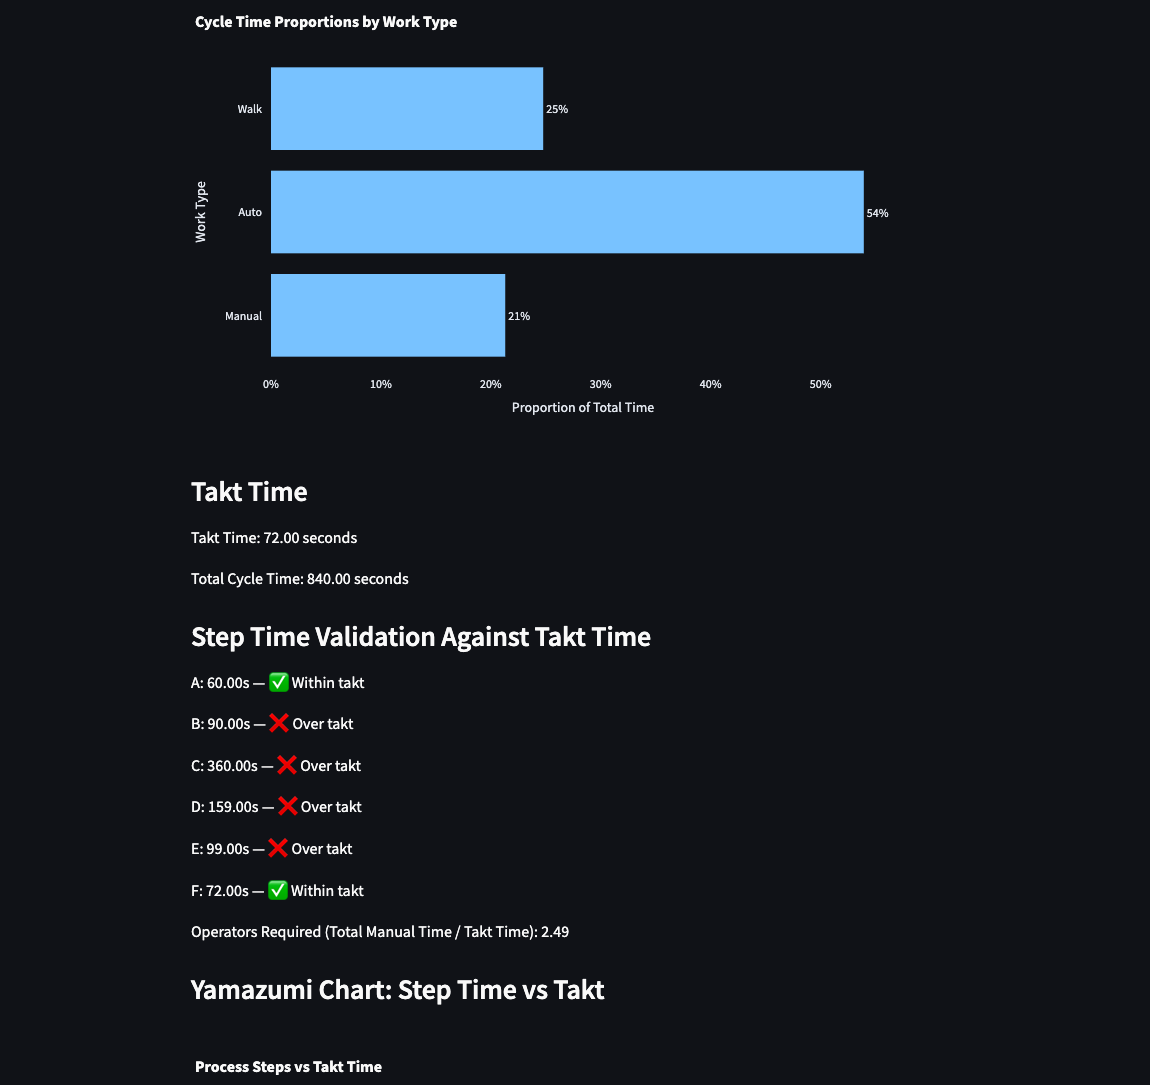 Cycle Time Proportions by Work Type
Walk
25%
Work Type
Auto
54%
Manual
21%
0% 10% 20% 30% 40% 50%
Proportion of Total Time
Takt Time
Takt Time: 72.00 seconds
Total Cycle Time: 840.00 seconds
Step Time Validation Against Takt Time
A: 60.00s — ✅ Within takt
B: 90.00s — ❌ Over takt
C: 360.00s — ❌ Over takt
D: 159.00s — ❌ Over takt
E: 99.00s — ❌ Over takt
F: 72.00s — ✅ Within takt
Operators Required (Total Manual Time / Takt Time): 2.49
Yamazumi Chart: Step Time vs Takt
Process Steps vs Takt Time